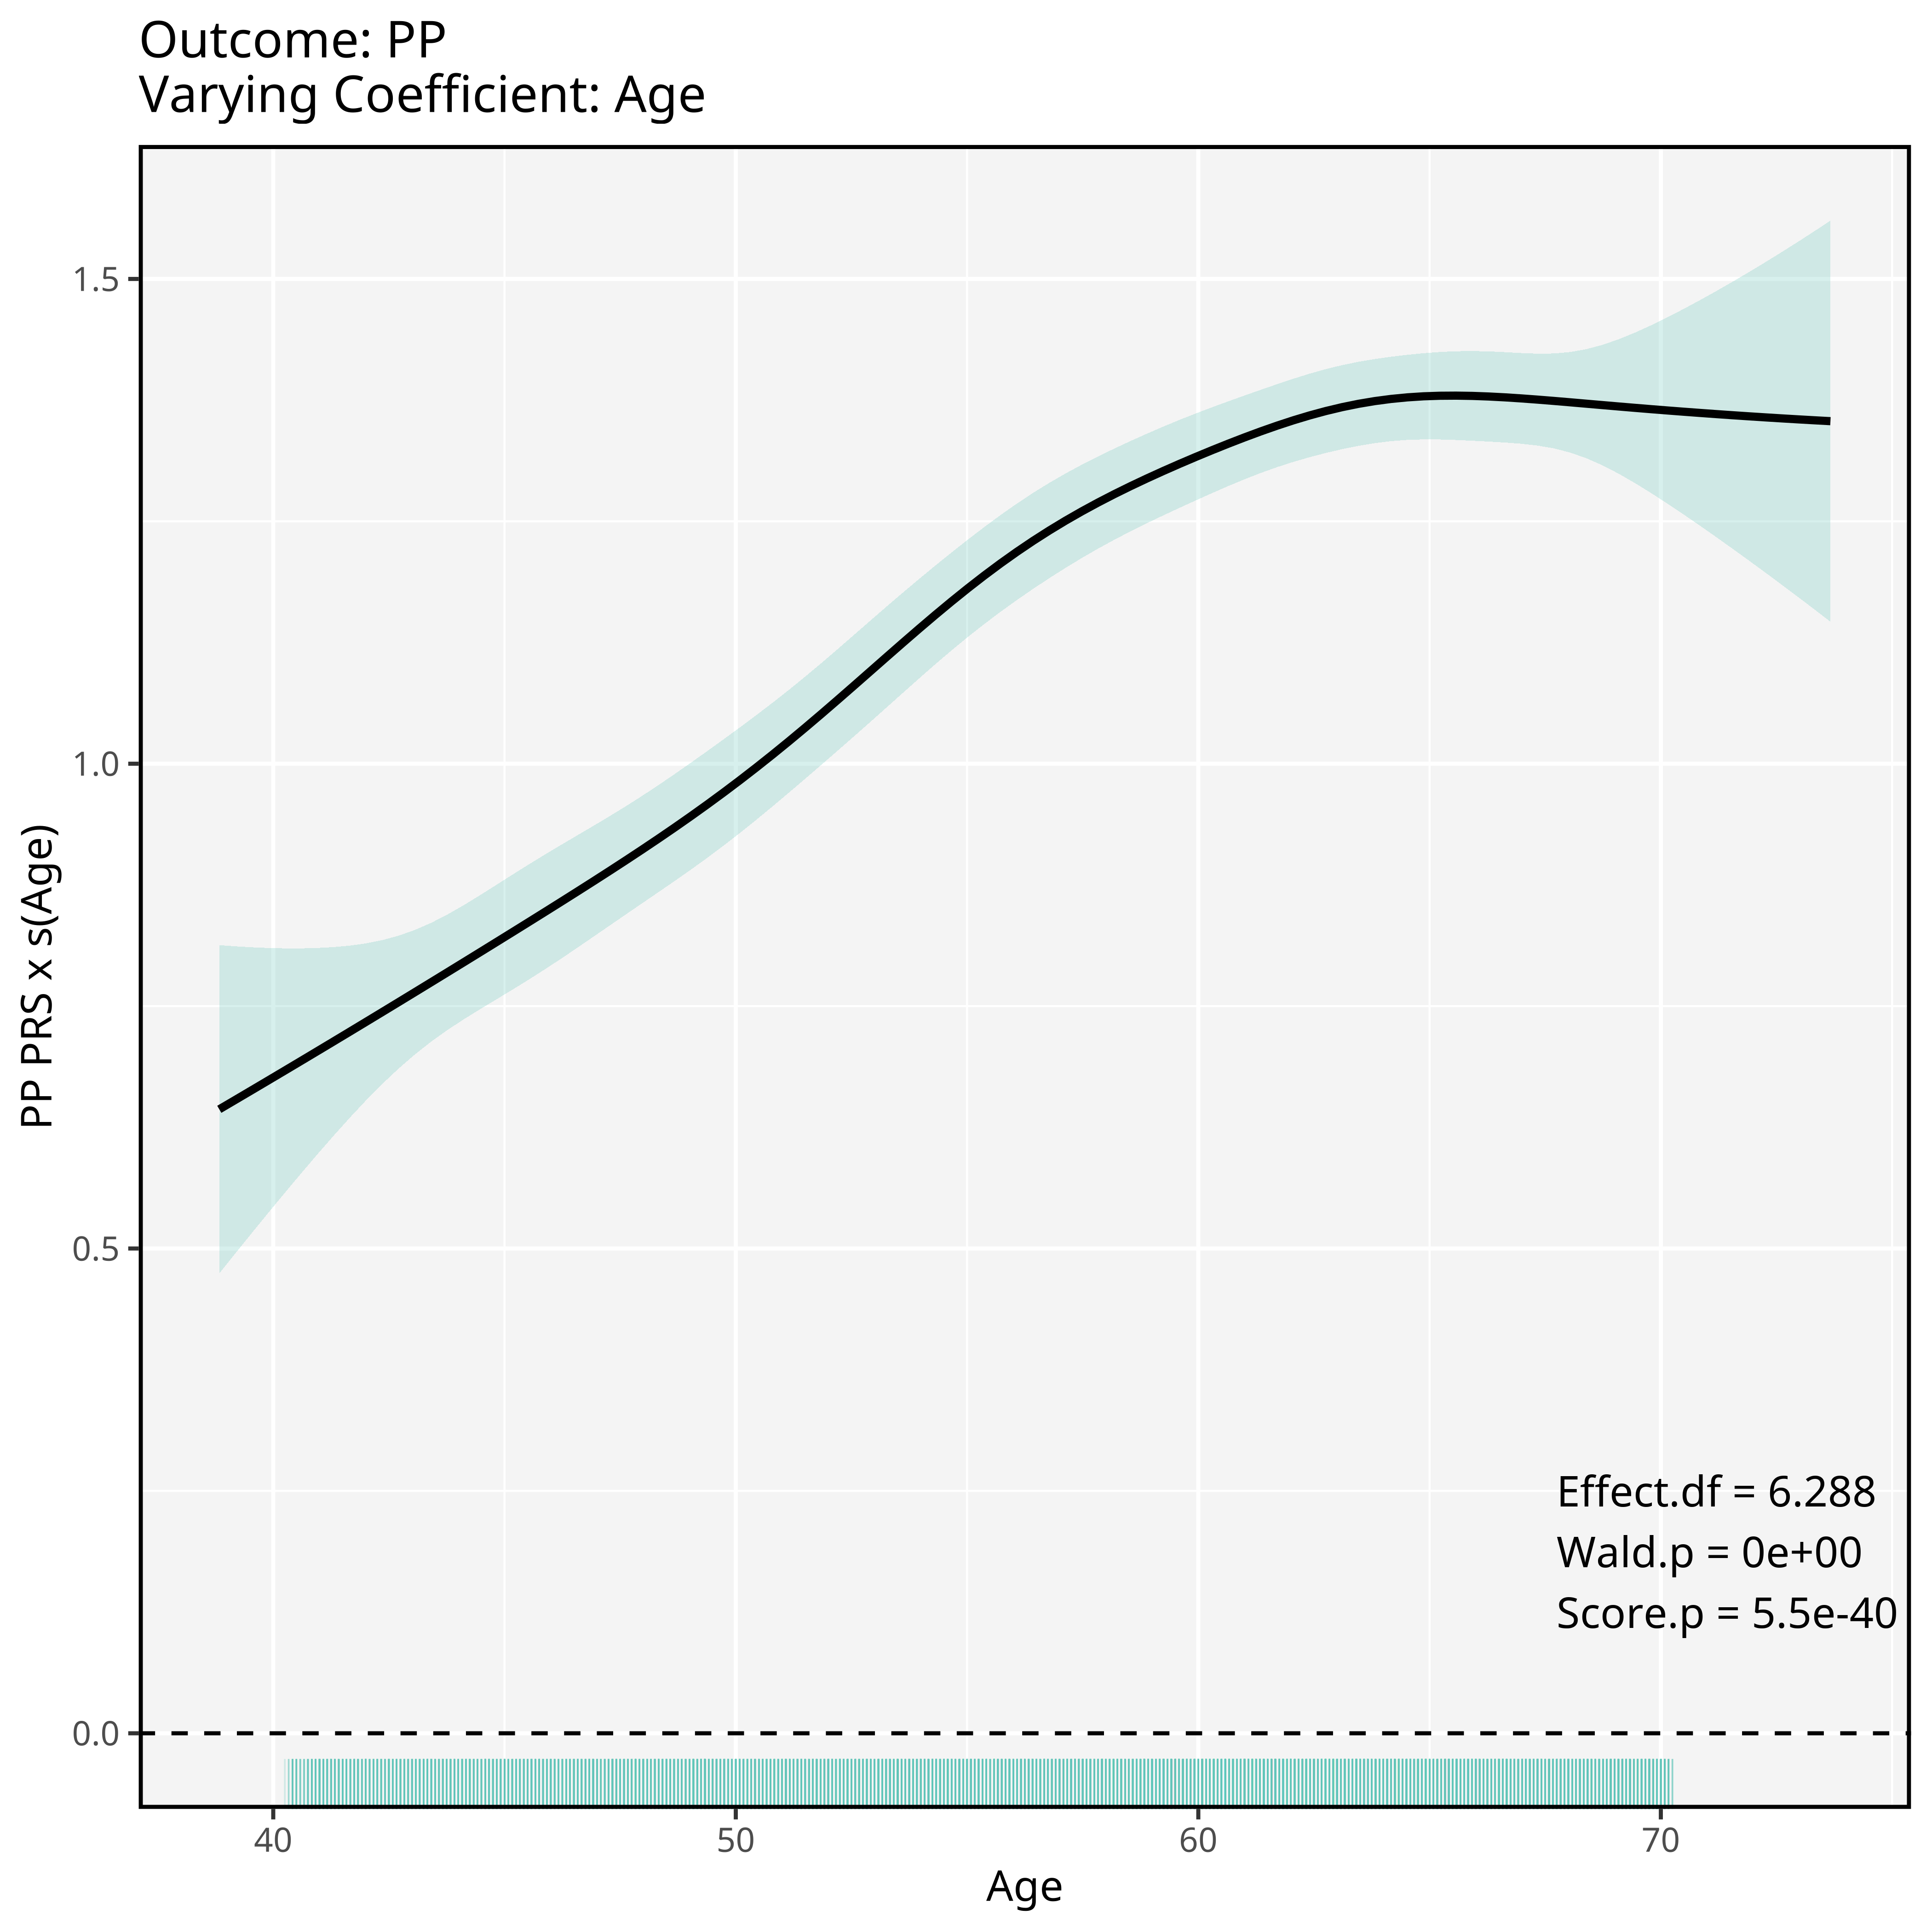 Outcome: PP
Varying Coefficient: Age
PP PRS x s(Age)
1.5
1.0
0.5
0.0
Effect.df = 6.288
Wald.p = 0e+00
Score.p = 5.5e-40
40 50 60 70
Age